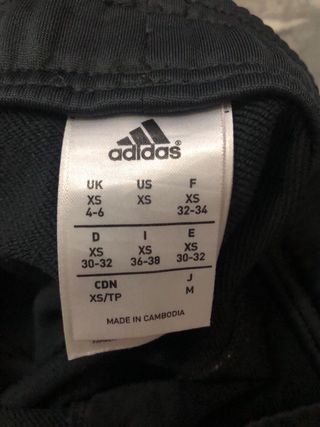 adidas
UK US F
XS XS XS
4-6 32-34
D I E
XS XS XS
30-32 36-38 30-32
CDN J
XS/TP M
MADE IN CAMBODIA